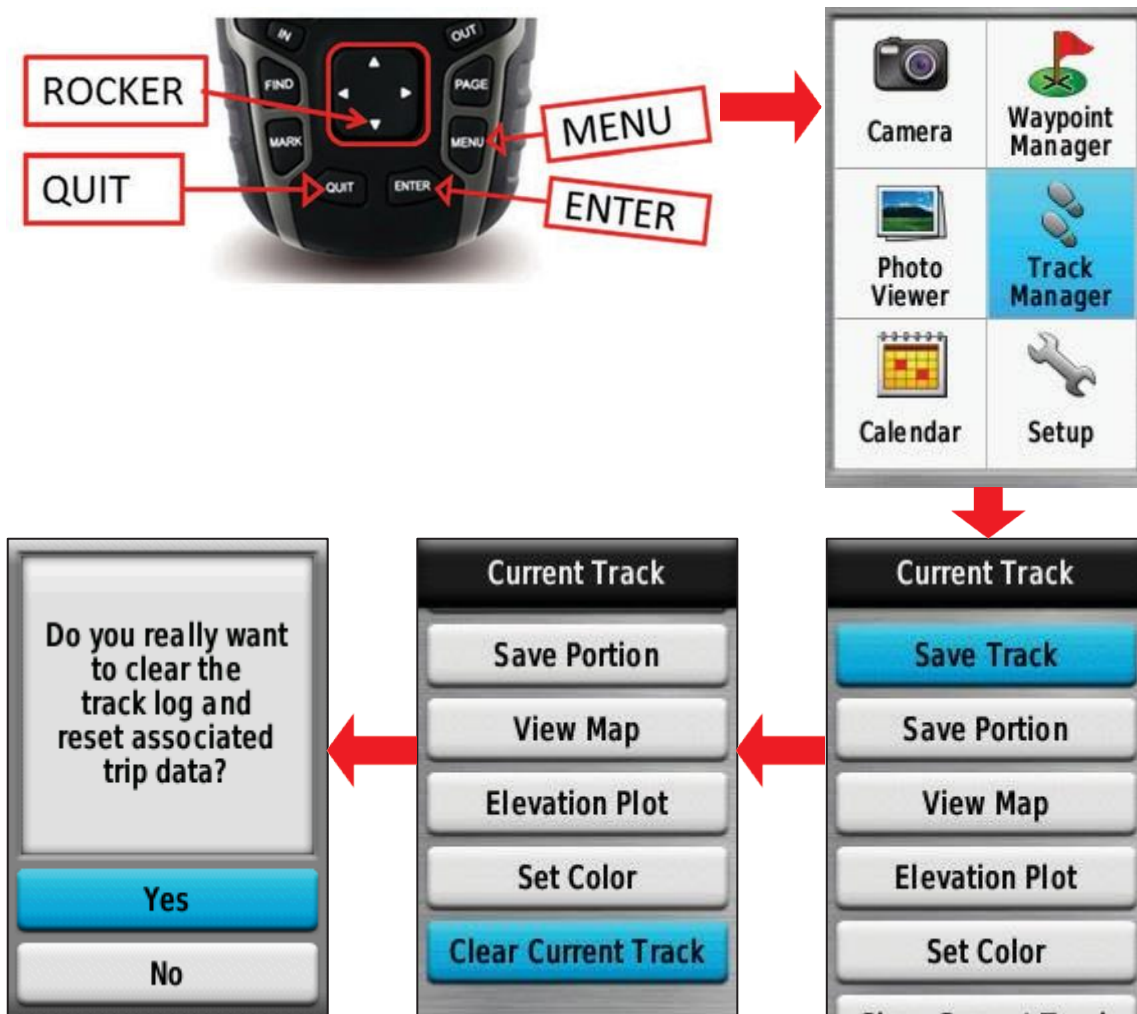 IN
OUT
FIND
PAGE
MARK
MENU
QUIT
ENTER
ROCKER
QUIT
MENU
ENTER
Camera
Waypoint
Manager
Photo
Viewer
Track
Manager
Calendar
Setup
Current Track
Save Track
Save Portion
View Map
Elevation Plot
Set Color
Clear Current Track
Current Track
Save Portion
View Map
Elevation Plot
Set Color
Clear Current Track
Do you really want
to clear the
track log and
reset associated
trip data?
Yes
No